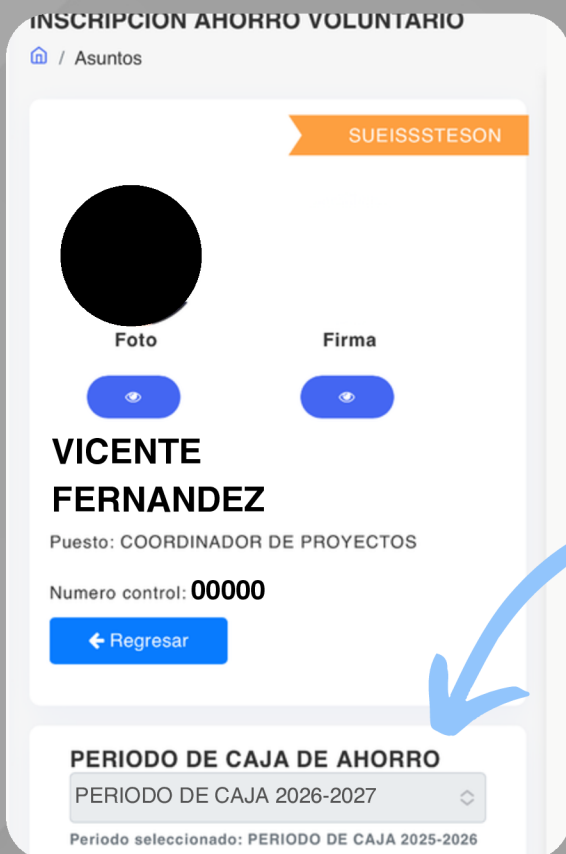 INSCRIPCION AHORRO VOLUNTARIO
/ Asuntos
SUEISSSTESON
Foto Firma
VICENTE
FERNANDEZ
Puesto: COORDINADOR DE PROYECTOS
Numero control: 00000
Regresar
PERIODO DE CAJA DE AHORRO
PERIODO DE CAJA 2026-2027
Periodo seleccionado: PERIODO DE CAJA 2025-2026